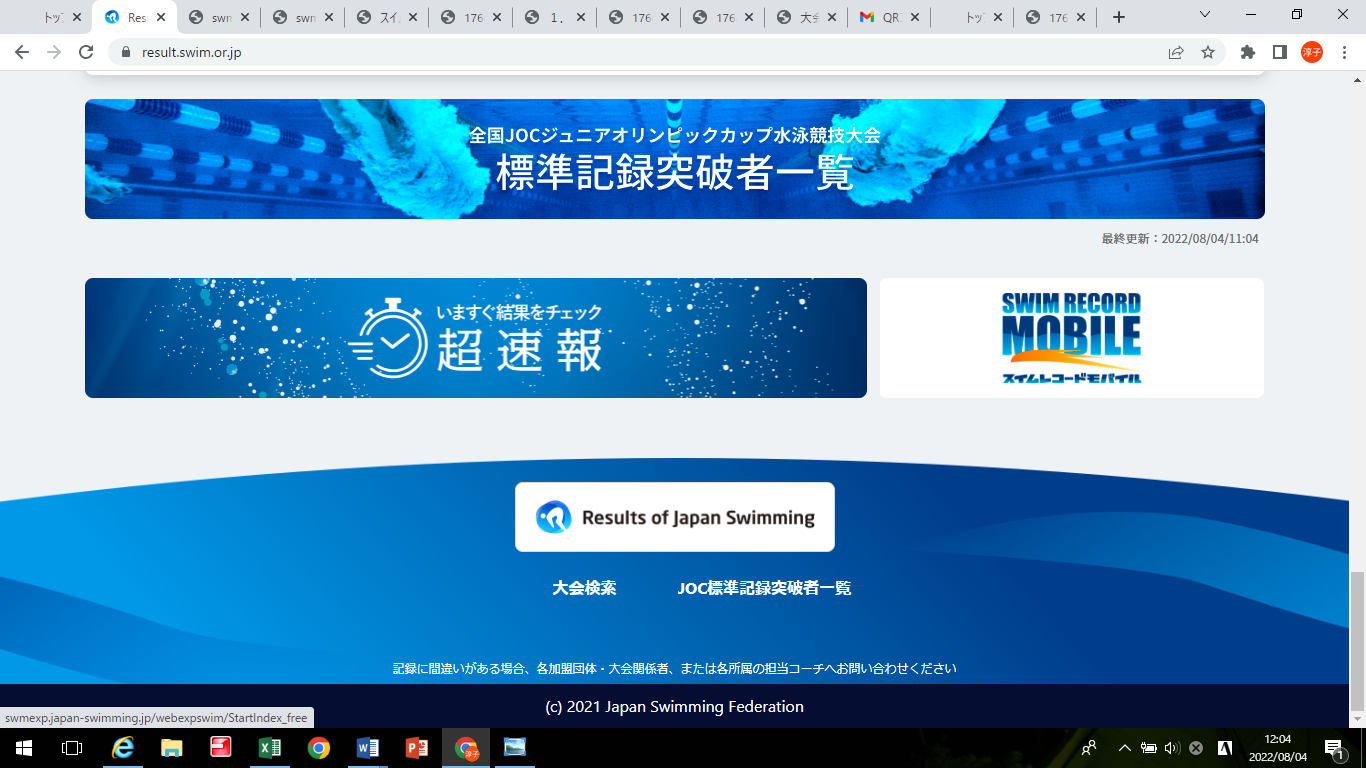 トップ
Res
swm
swm
スイ
176
1 .
176
176
大会
QR
トップ
176
result.swim.or.jp
淳子
全国JOCジュニアオリンピックカップ水泳競技大会
標準記録突破者一覧
最終更新：2022/08/04/11:04
いますぐ結果をチェック
超速報
SWIM RECORD
MOBILE
スイムレコードモバイル
Results of Japan Swimming
大会検索 JOC標準記録突破者一覧
記録に間違いがある場合、各加盟団体・大会関係者、または各所属の担当コーチへお問い合わせください
(c) 2021 Japan Swimming Federation
swmexp.japan-swimming.jp/webexpswim/StartIndex_free
淳子
A
12:04
2022/08/04
1